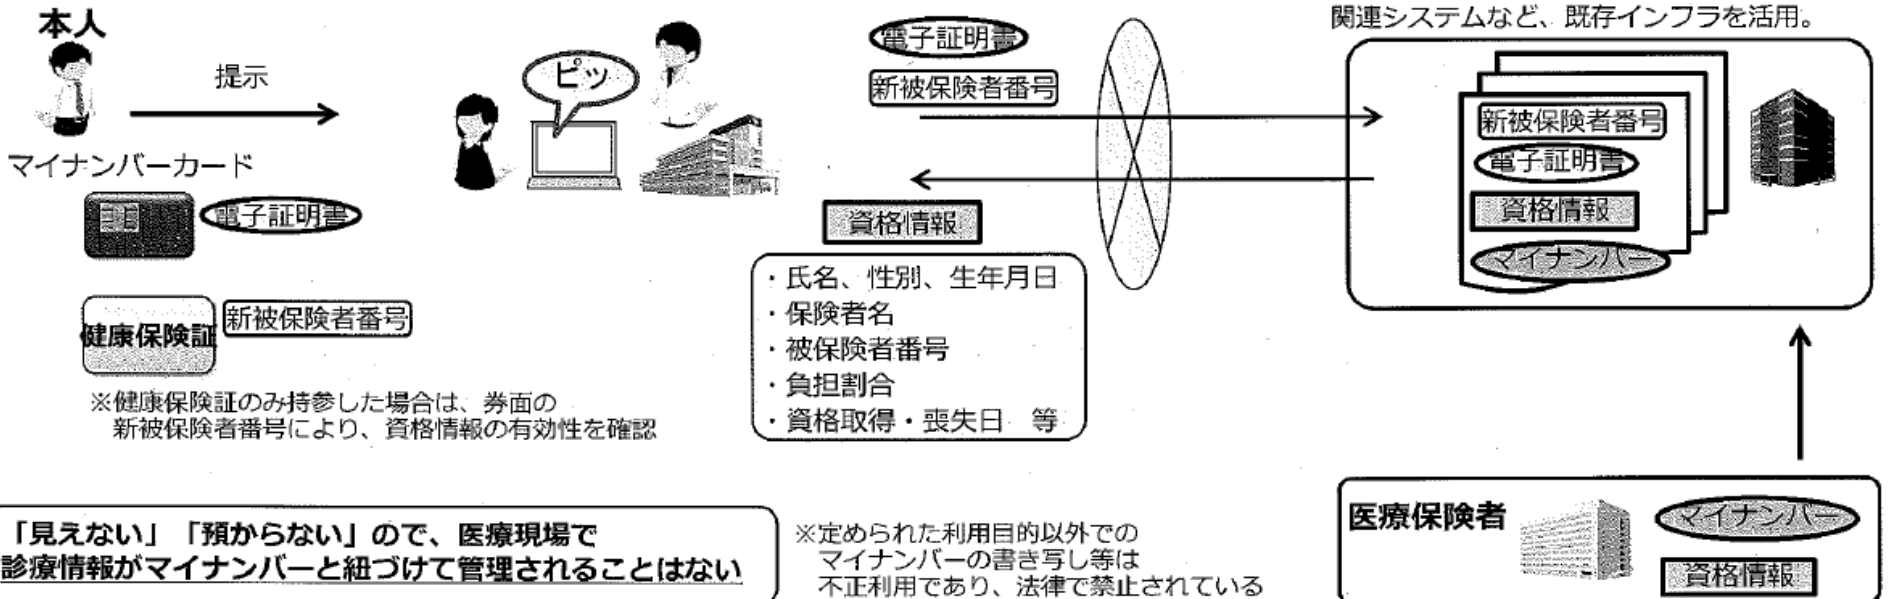 本人
提示
マイナンバーカード
電子証明書
健康保険証
新被保険者番号
※健康保険証のみ持参した場合は、券面の
新被保険者番号により、資格情報の有効性を確認
ピッ
電子証明書
新被保険者番号
資格情報
・氏名、性別、生年月日
・保険者名
・被保険者番号
・負担割合
・資格取得・喪失日 等
関連システムなど、既存インフラを活用。
新被保険者番号
電子証明書
資格情報
マイナンバー
医療保険者
マイナンバー
資格情報
「見えない」「預からない」ので、医療現場で
診療情報がマイナンバーと紐づけて管理されることはない
※定められた利用目的以外での
マイナンバーの書き写し等は
不正利用であり、法律で禁止されている